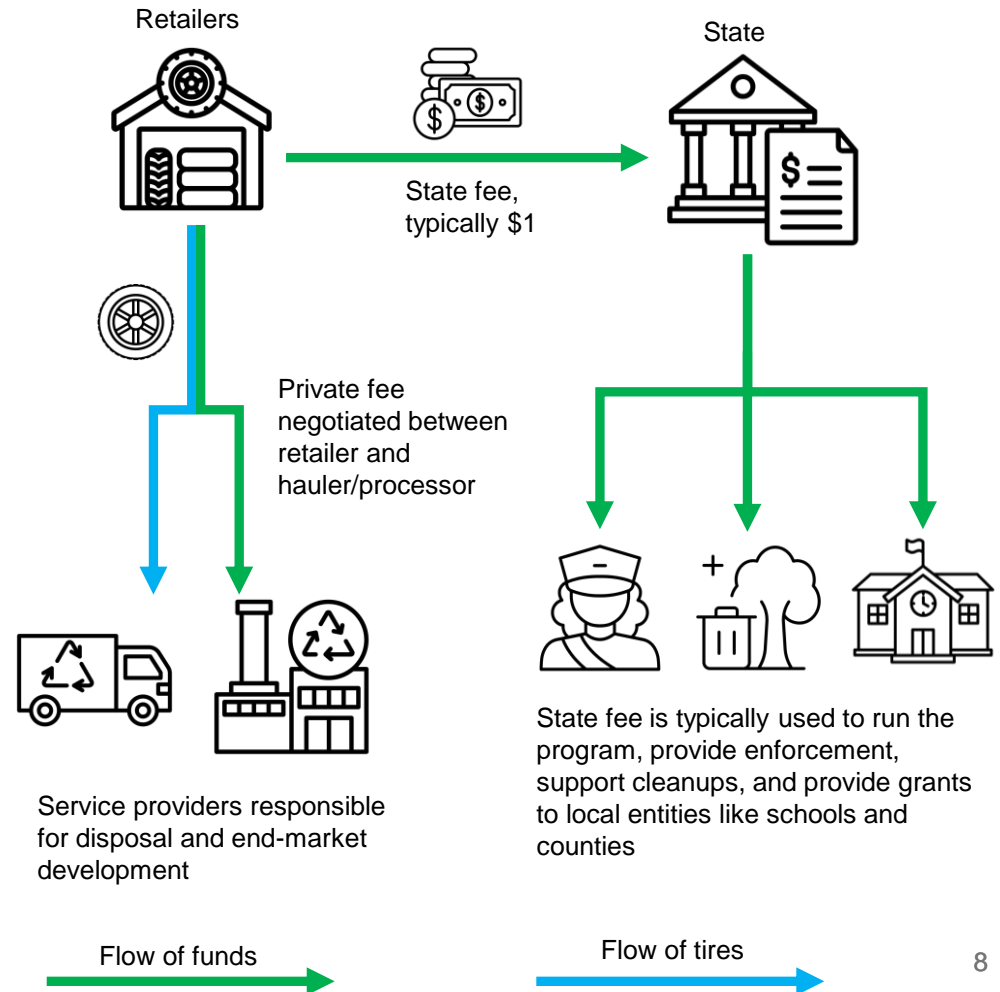 Retailers
State
State fee,
typically $1
Private fee
negotiated between
retailer and
hauler/processor
Service providers responsible
for disposal and end-market
development
State fee is typically used to run the
program, provide enforcement,
support cleanups, and provide grants
to local entities like schools and
counties
Flow of funds
Flow of tires
8